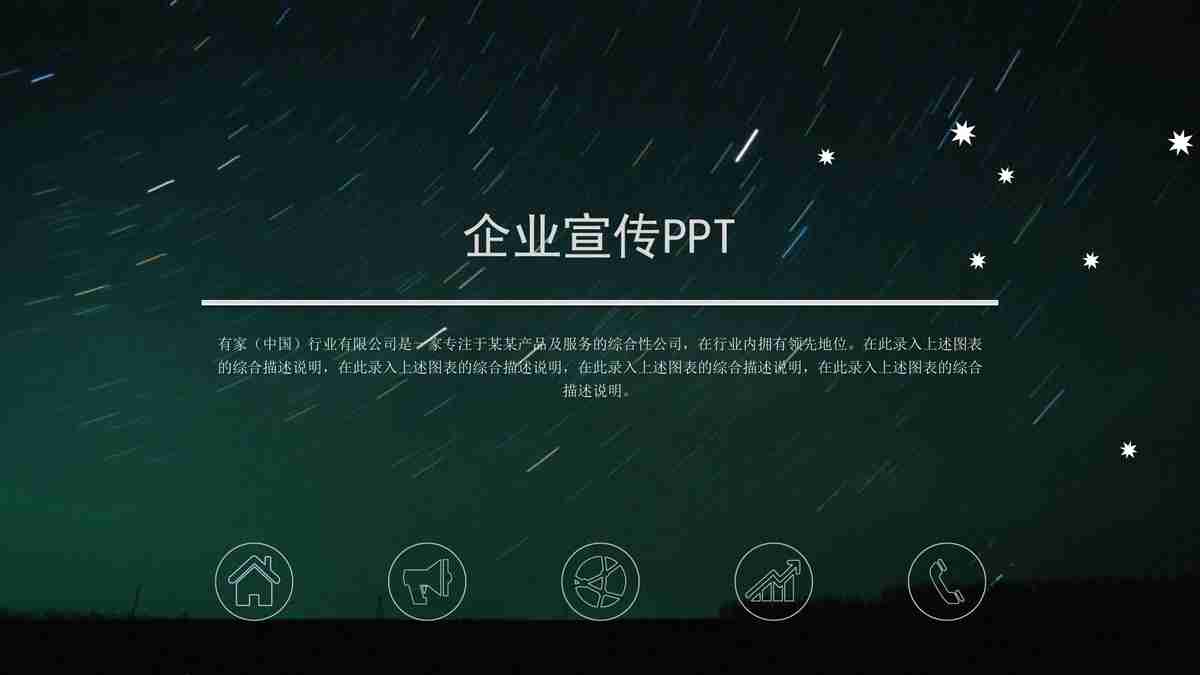 企业宣传PPT
有家（中国）行业有限公司是一家专注于某某产品及服务的综合性公司，在行业内拥有领先地位。在此录入上述图表
的综合描述说明，在此录入上述图表的综合描述说明，在此录入上述图表的综合描述说明，在此录入上述图表的综合
描述说明。